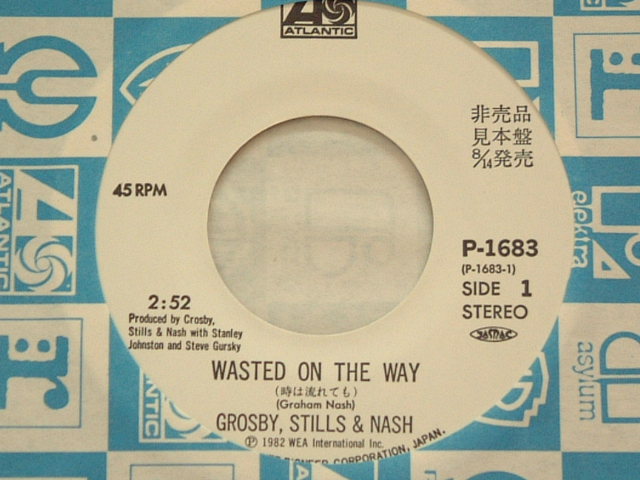 ATLANTIC
非売品
見本盤
8/14発売
45 RPM
P-1683
(P-1683-1)
SIDE 1
STEREO
JASRAC
2:52
Produced by Crosby,
Stills & Nash with Stanley
Johnston and Steve Gursky
WASTED ON THE WAY
(時は流れても)
(Graham Nash)
GROSBY, STILLS & NASH
Ⓟ 1982 WEA International Inc.
PIONEER CORPORATION, JAPAN.
ATLANTIC
elektra
asylum
ATLANTIC